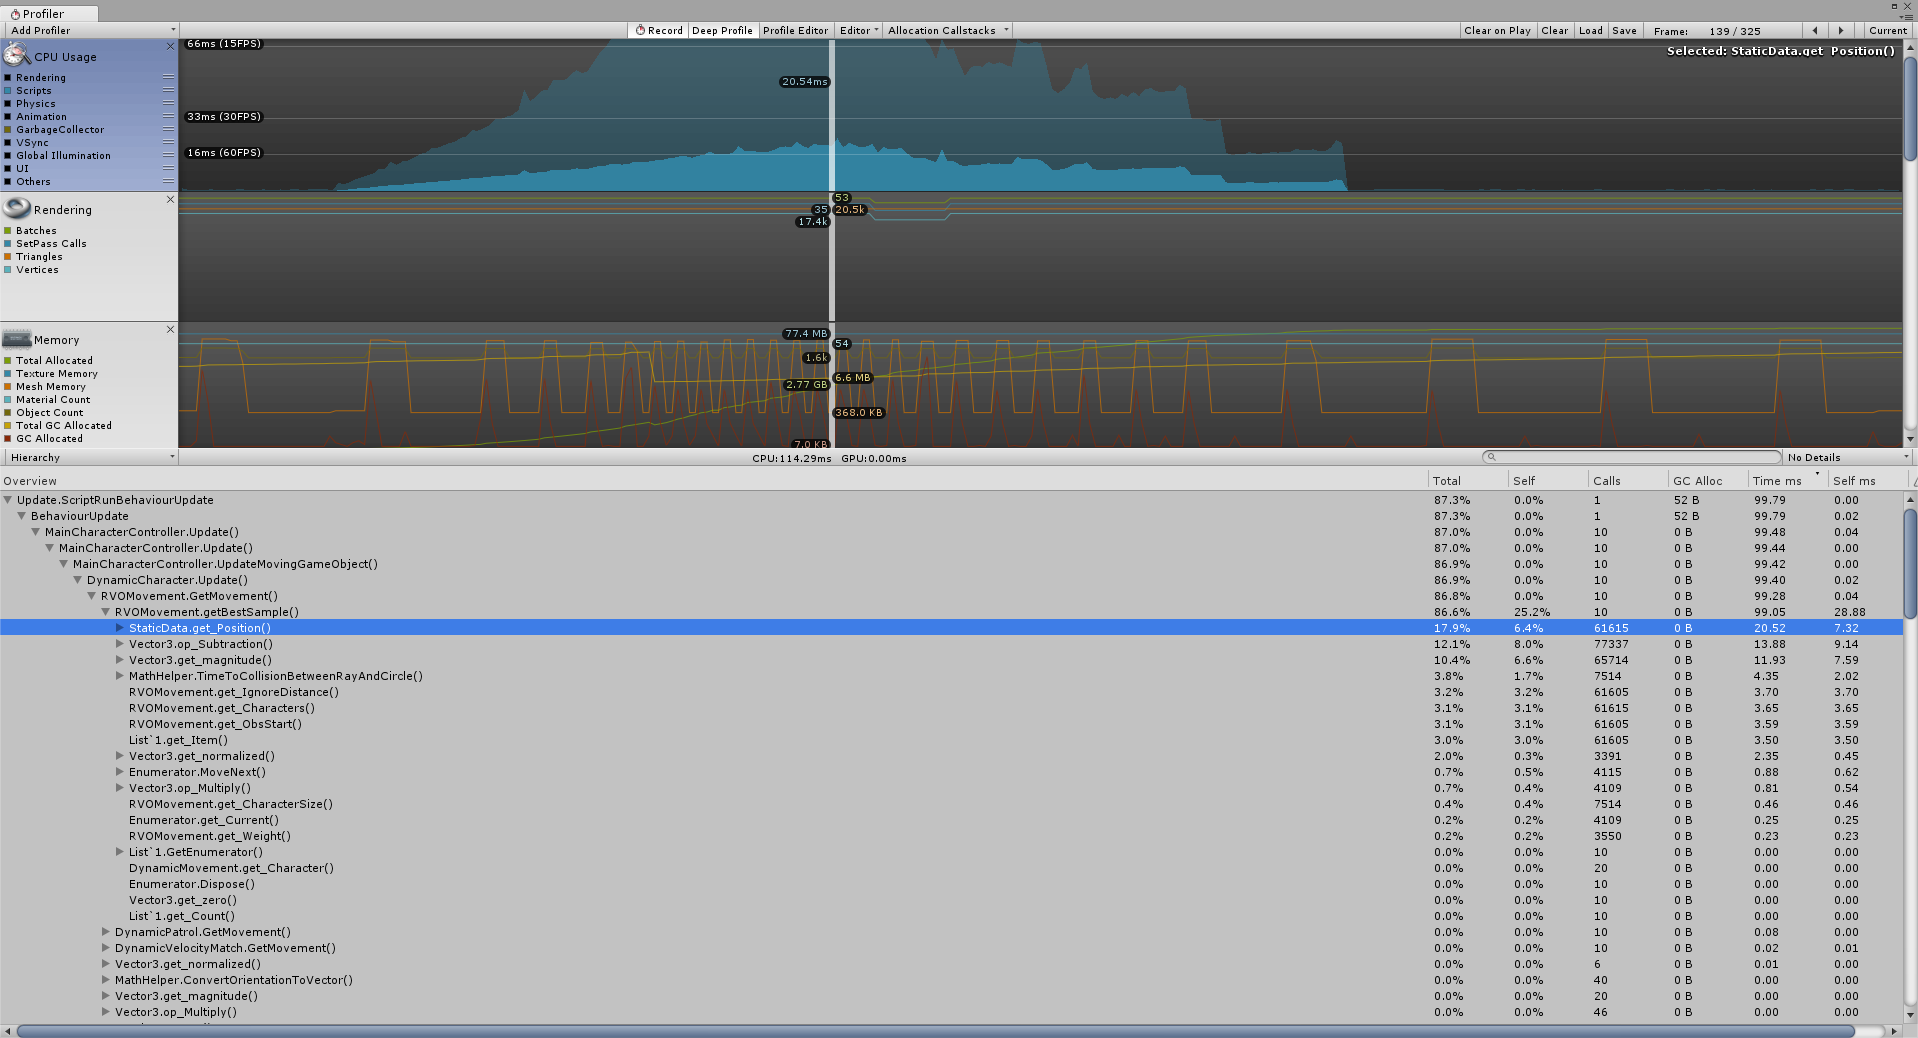 Profiler
Add Profiler Record Deep Profile Profile Editor Editor Allocation Callstacks Clear on Play Clear Load Save Frame: 139 / 325 Current
CPU Usage
Rendering
Scripts
Physics
Animation
GarbageCollector
VSync
Global Illumination
UI
Others
66ms (15FPS)
33ms (30FPS)
16ms (60FPS)
20.54ms
Selected: StaticData.get_Position()
Rendering
Batches
SetPass Calls
Triangles
Vertices
53
35 20.5k
17.4k
Memory
Total Allocated
Texture Memory
Mesh Memory
Material Count
Object Count
Total GC Allocated
GC Allocated
77.4 MB
54
1.6k
6.6 MB
2.77 GB
368.0 KB
7.0 KB
Hierarchy CPU:114.29ms GPU:0.00ms No Details
Overview Total Self Calls GC Alloc Time ms Self ms
Update.ScriptRunBehaviourUpdate 87.3% 0.0% 1 52 B 99.79 0.00
BehaviourUpdate 87.3% 0.0% 1 52 B 99.79 0.02
MainCharacterController.Update() 87.0% 0.0% 10 0 B 99.48 0.04
MainCharacterController.Update() 87.0% 0.0% 10 0 B 99.44 0.00
MainCharacterController.UpdateMovingGameObject() 86.9% 0.0% 10 0 B 99.42 0.00
DynamicCharacter.Update() 86.9% 0.0% 10 0 B 99.40 0.02
RVOMovement.GetMovement() 86.8% 0.0% 10 0 B 99.28 0.04
RVOMovement.getBestSample() 86.6% 25.2% 10 0 B 99.05 28.88
StaticData.get_Position() 17.9% 6.4% 61615 0 B 20.52 7.32
Vector3.op_Subtraction() 12.1% 8.0% 77337 0 B 13.88 9.14
Vector3.get_magnitude() 10.4% 6.6% 65714 0 B 11.93 7.59
MathHelper.TimeToCollisionBetweenRayAndCircle() 3.8% 1.7% 7514 0 B 4.35 2.02
RVOMovement.get_IgnoreDistance() 3.2% 3.2% 61605 0 B 3.70 3.70
RVOMovement.get_Characters() 3.1% 3.1% 61615 0 B 3.65 3.65
RVOMovement.get_ObsStart() 3.1% 3.1% 61605 0 B 3.59 3.59
List`1.get_Item() 3.0% 3.0% 61605 0 B 3.50 3.50
Vector3.get_normalized() 2.0% 0.3% 3391 0 B 2.35 0.45
Enumerator.MoveNext() 0.7% 0.5% 4115 0 B 0.88 0.62
Vector3.op_Multiply() 0.7% 0.4% 4109 0 B 0.81 0.54
RVOMovement.get_CharacterSize() 0.4% 0.4% 7514 0 B 0.46 0.46
Enumerator.get_Current() 0.2% 0.2% 4109 0 B 0.25 0.25
RVOMovement.get_Weight() 0.2% 0.2% 3550 0 B 0.23 0.23
List`1.GetEnumerator() 0.0% 0.0% 10 0 B 0.00 0.00
DynamicMovement.get_Character() 0.0% 0.0% 20 0 B 0.00 0.00
Enumerator.Dispose() 0.0% 0.0% 10 0 B 0.00 0.00
Vector3.get_zero() 0.0% 0.0% 10 0 B 0.00 0.00
List`1.get_Count() 0.0% 0.0% 10 0 B 0.00 0.00
DynamicPatrol.GetMovement() 0.0% 0.0% 10 0 B 0.08 0.00
DynamicVelocityMatch.GetMovement() 0.0% 0.0% 10 0 B 0.02 0.01
Vector3.get_normalized() 0.0% 0.0% 6 0 B 0.01 0.00
MathHelper.ConvertOrientationToVector() 0.0% 0.0% 40 0 B 0.00 0.00
Vector3.get_magnitude() 0.0% 0.0% 20 0 B 0.00 0.00
Vector3.op_Multiply() 0.0% 0.0% 46 0 B 0.00 0.00